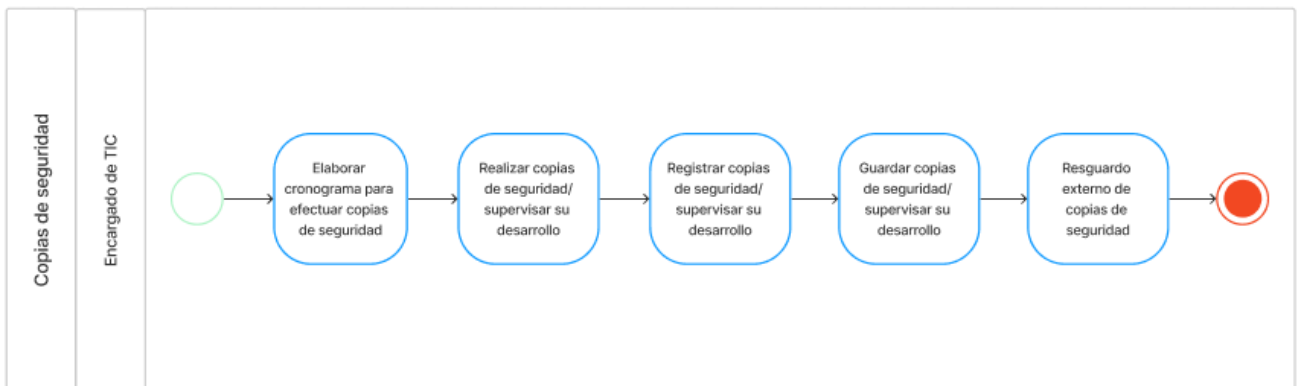 Copias de seguridad
Encargado de TIC
Elaborar
cronograma para
efectuar copias
de seguridad
Realizar copias
de seguridad/
supervisar su
desarrollo
Registrar copias
de seguridad/
supervisar su
desarrollo
Guardar copias
de seguridad/
supervisar su
desarrollo
Resguardo
externo de
copias de
seguridad